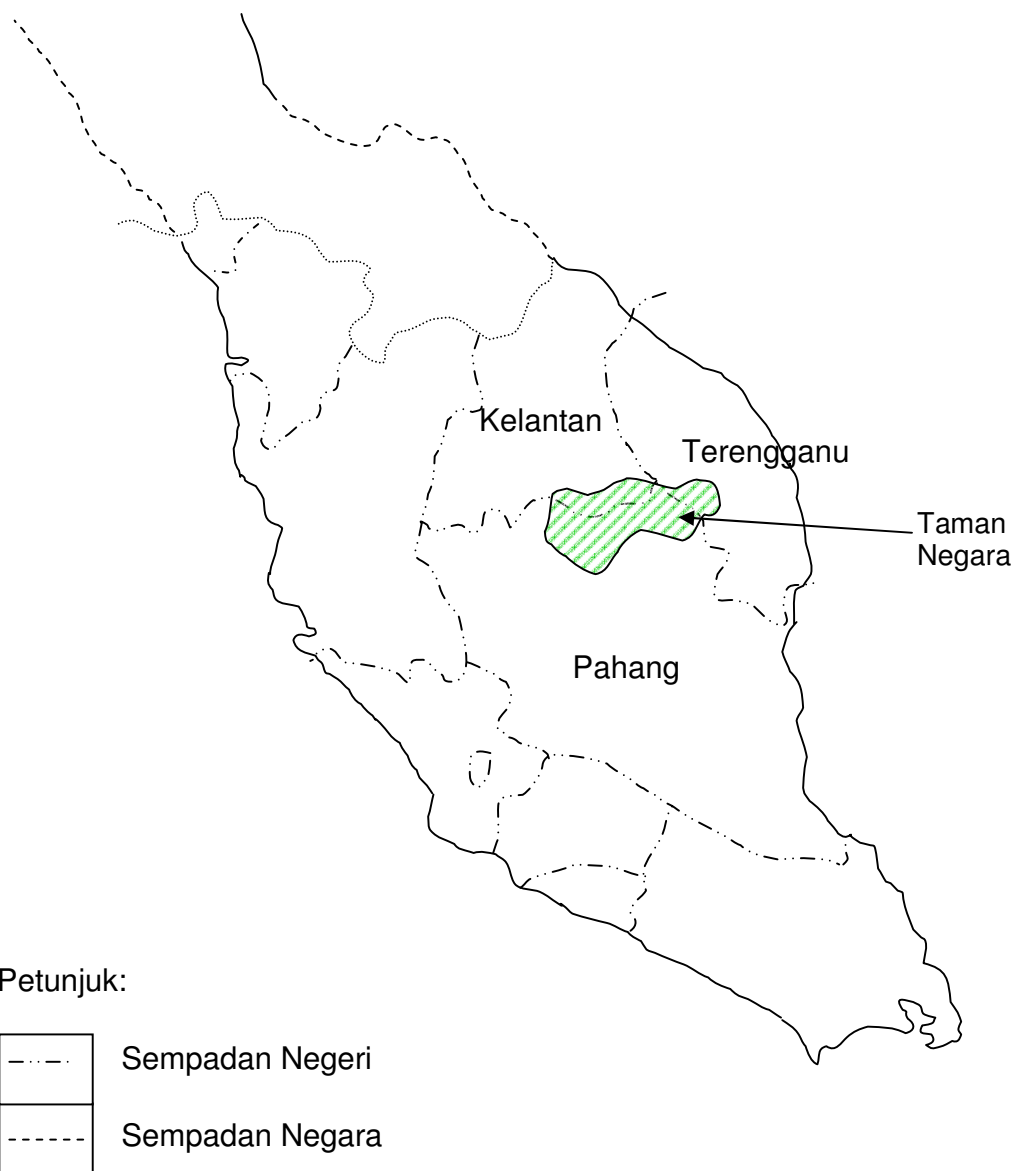 Kelantan
Terengganu
Taman
Negara
Pahang
Petunjuk:
Sempadan Negeri
Sempadan Negara